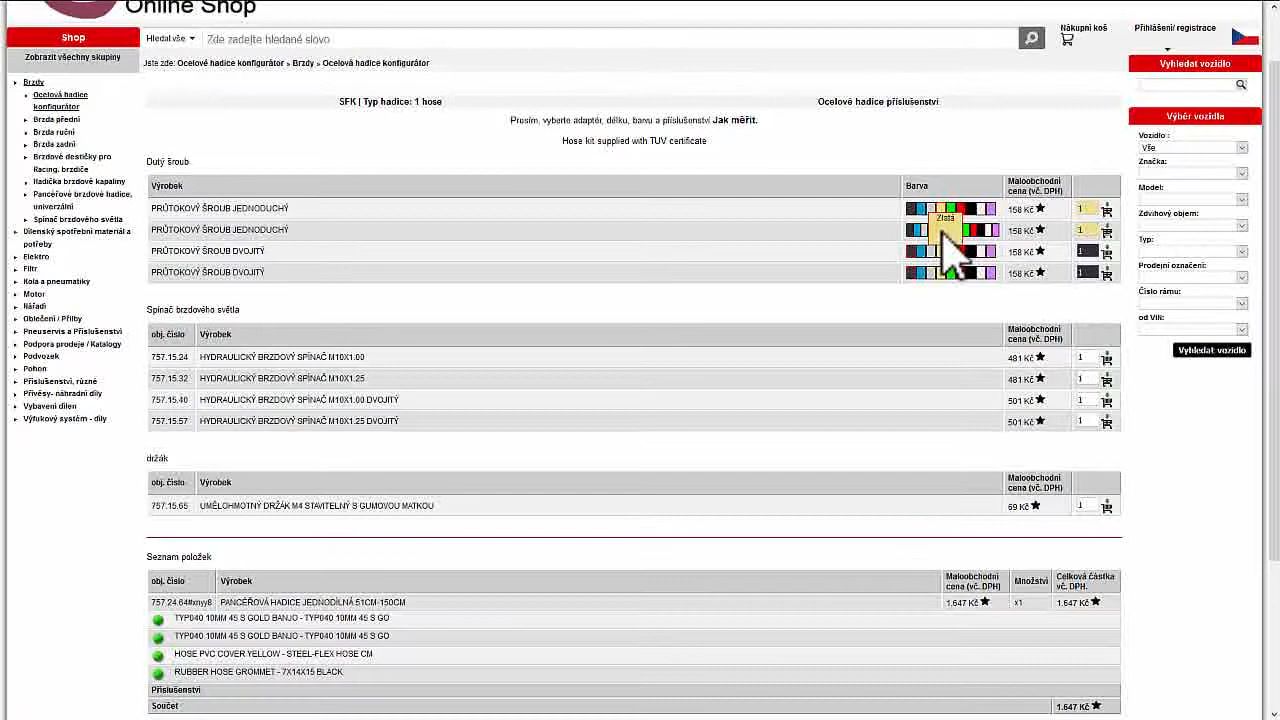 Online Shop
Shop
Hledat vše
Zde zadejte hledané slovo
Nákupní koš
Přihlášení/ registrace
Zobrazit všechny skupiny
Jste zde: Ocelové hadice konfigurátor » Brzdy » Ocelová hadice konfigurátor
Vyhledat vozidlo
Brzdy
Ocelová hadice
konfigurátor
Brzda přední
Brzda ruční
Brzda zadní
Brzdové destičky pro
Racing. brzdiče
Hadička brzdové kapaliny
Pancéřové brzdové hadice,
univerzální
Spínač brzdového světla
Dílenský spotřební materiál a
potřeby
Elektro
Filtr
Kola a pneumatiky
Motor
Nářadí
Oblečení / Přilby
Pneuservis a Příslušenství
Podpora prodeje / Katalogy
Podvozek
Pohon
Příslušenství, různé
Přívěsy- náhradní díly
Vybavení dílen
Výfukový systém - díly
SFK | Typ hadice: 1 hose
Ocelové hadice příslušenství
Prosím, vyberte adaptér, délku, barvu a příslušenství Jak měřit.
Hose kit supplied with TUV certificate
Dutý šroub
Výrobek Barva Maloobchodní
cena (vč. DPH)
PRŮTOKOVÝ ŠROUB JEDNODUCHÝ 158 Kč 1
Zlatá
PRŮTOKOVÝ ŠROUB JEDNODUCHÝ 158 Kč 1
PRŮTOKOVÝ ŠROUB DVOJITÝ 158 Kč 1
PRŮTOKOVÝ ŠROUB DVOJITÝ 158 Kč 1
Spínač brzdového světla
obj. číslo Výrobek Maloobchodní
cena (vč. DPH)
757.15.24 HYDRAULICKÝ BRZDOVÝ SPÍNAČ M10X1.00 481 Kč 1
757.15.32 HYDRAULICKÝ BRZDOVÝ SPÍNAČ M10X1.25 481 Kč 1
757.15.40 HYDRAULICKÝ BRZDOVÝ SPÍNAČ M10X1.00 DVOJITÝ 501 Kč 1
757.15.57 HYDRAULICKÝ BRZDOVÝ SPÍNAČ M10X1.25 DVOJITÝ 501 Kč 1
držák
obj. číslo Výrobek Maloobchodní
cena (vč. DPH)
757.15.65 UMĚLOHMOTNÝ DRŽÁK M4 STAVITELNÝ S GUMOVOU MATKOU 69 Kč 1
Seznam položek
obj. číslo Výrobek Maloobchodní
cena (vč. DPH) Množství Celková částka
vč. DPH.
757.24.64#xnyy8 PANCÉŘOVÁ HADICE JEDNODÍLNÁ 51CM-150CM 1.647 Kč x1 1.647 Kč
TYP040 10MM 45 S GOLD BANJO - TYP040 10MM 45 S GO
TYP040 10MM 45 S GOLD BANJO - TYP040 10MM 45 S GO
HOSE PVC COVER YELLOW - STEEL-FLEX HOSE CM
RUBBER HOSE GROMMET - 7X14X15 BLACK
Příslušenství
Součet 1.647 Kč
Výběr vozidla
Vozidlo :
Vše
Značka:
Model:
Zdvihový objem:
Typ:
Prodejní označení:
Číslo rámu:
od VIN:
Vyhledat vozidlo